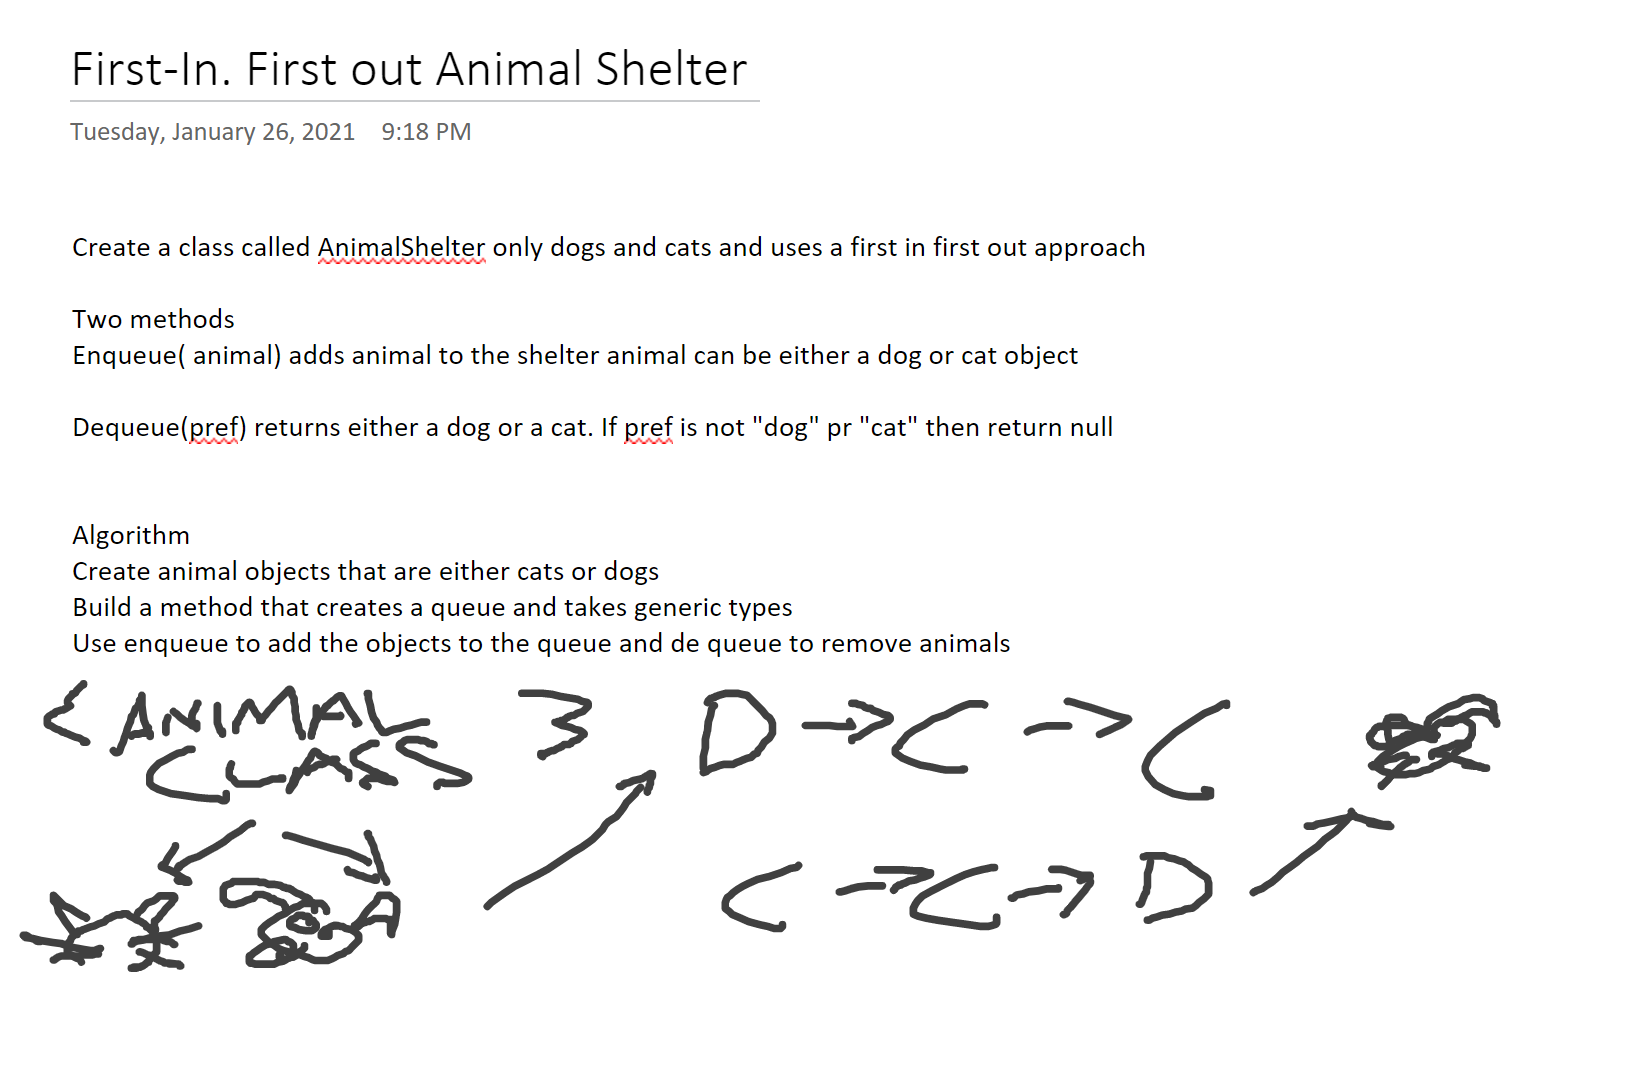 First-In. First out Animal Shelter
Tuesday, January 26, 2021 9:18 PM
Create a class called AnimalShelter only dogs and cats and uses a first in first out approach
Two methods
Enqueue( animal) adds animal to the shelter animal can be either a dog or cat object
Dequeue(pref) returns either a dog or a cat. If pref is not "dog" pr "cat" then return null
Algorithm
Create animal objects that are either cats or dogs
Build a method that creates a queue and takes generic types
Use enqueue to add the objects to the queue and de queue to remove animals
< ANIMAL
CLASS
D → C → C
C → C → D